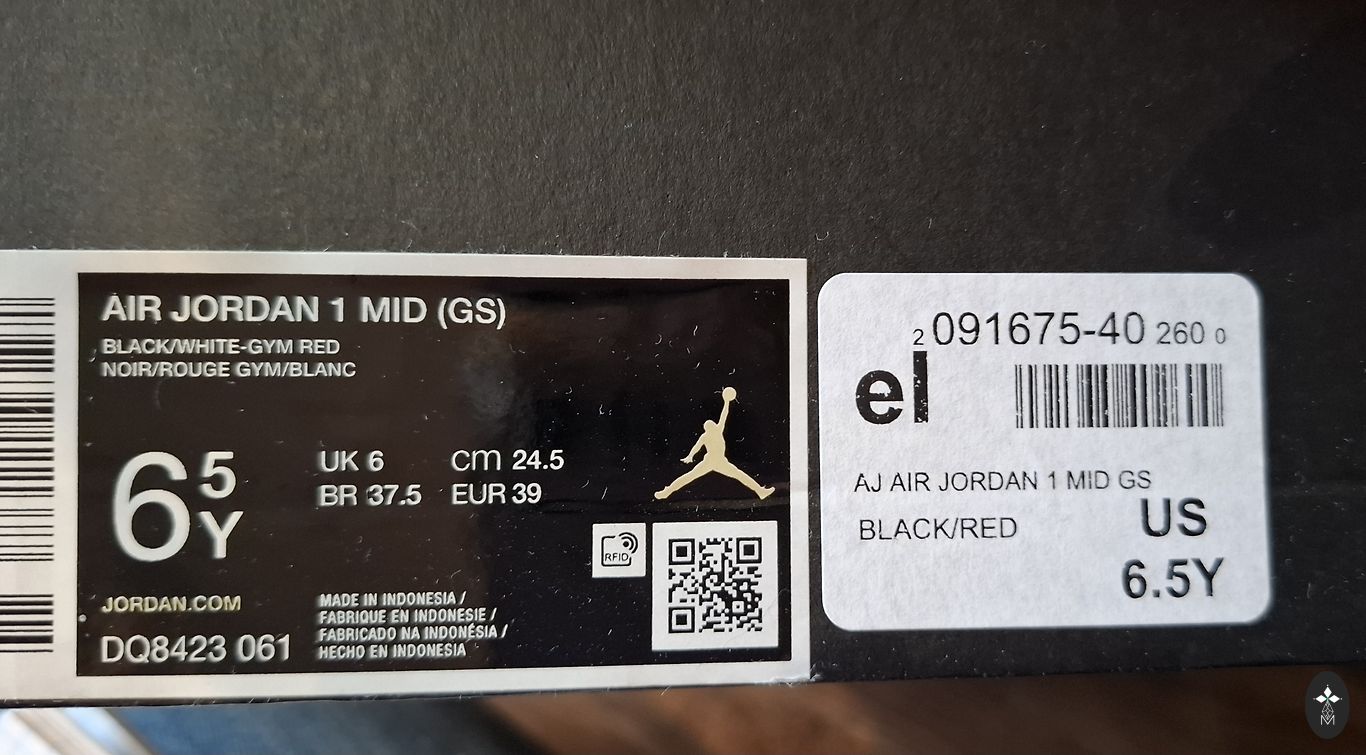 AIR JORDAN 1 MID (GS)
BLACK/WHITE-GYM RED
NOIR/ROUGE GYM/BLANC
6 5Y
UK 6 cm 24.5
BR 37.5 EUR 39
RFID
JORDAN.COM
DQ8423 061
MADE IN INDONESIA /
FABRIQUE EN INDONESIE /
FABRICADO NA INDONÉSIA /
HECHO EN INDONESIA
2 091675-40 260 0
el
AJ AIR JORDAN 1 MID GS
BLACK/RED
US
6.5Y
M